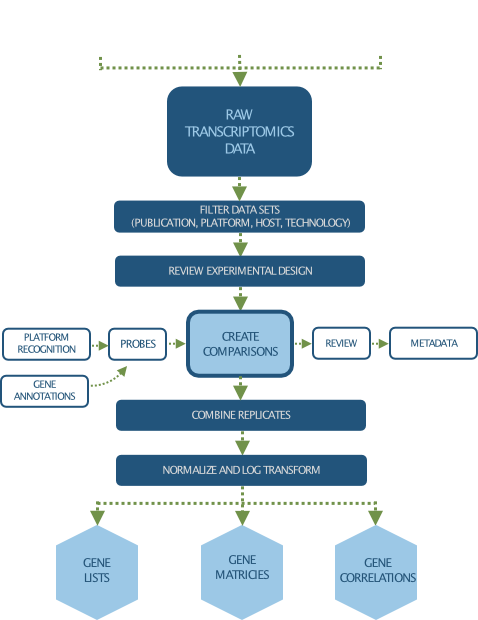 RAW
TRANSCRIPTOMICS
DATA
FILTER DATA SETS
(PUBLICATION, PLATFORM, HOST, TECHNOLOGY)
REVIEW EXPERIMENTAL DESIGN
PLATFORM
RECOGNITION
PROBES
CREATE
COMPARISONS
REVIEW
METADATA
GENE
ANNOTATIONS
COMBINE REPLICATES
NORMALIZE AND LOG TRANSFORM
GENE
LISTS
GENE
MATRICIES
GENE
CORRELATIONS